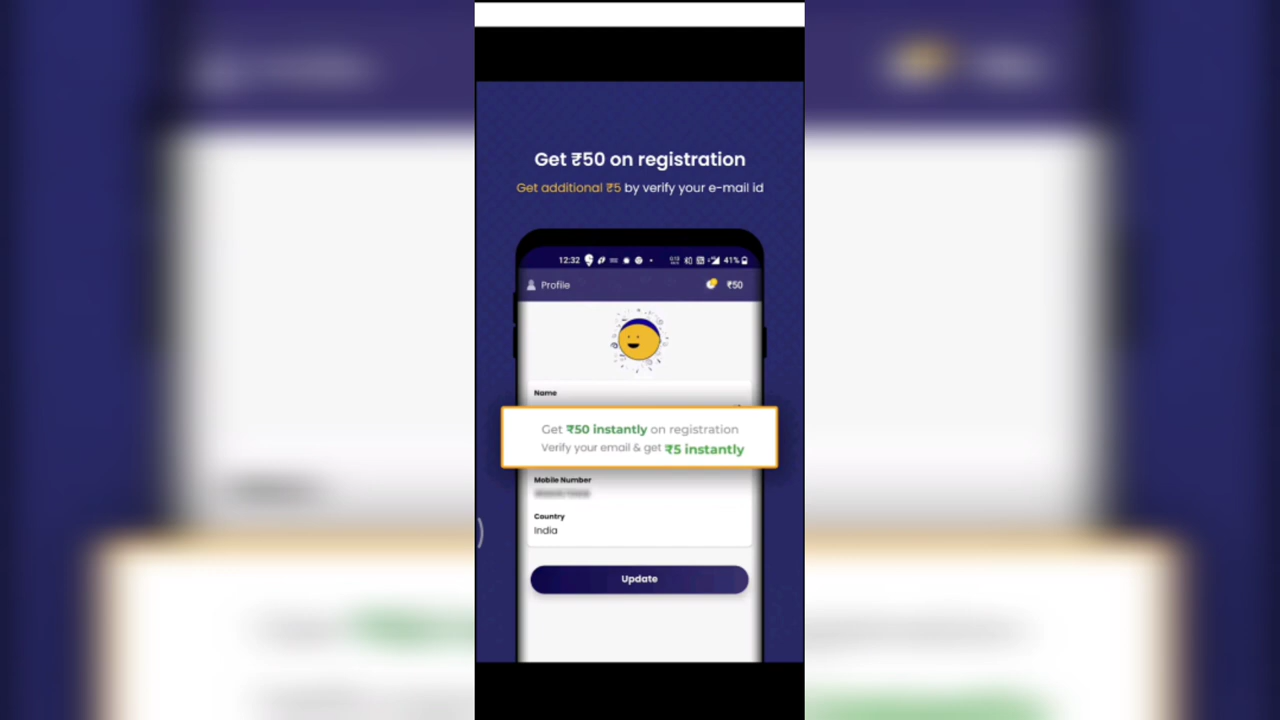 Get ₹50 on registration
Get additional ₹5 by verify your e-mail id
12:32 41%
Profile ₹50
Name
Get ₹50 instantly on registration
Verify your email & get ₹5 instantly
Mobile Number
Country
India
Update